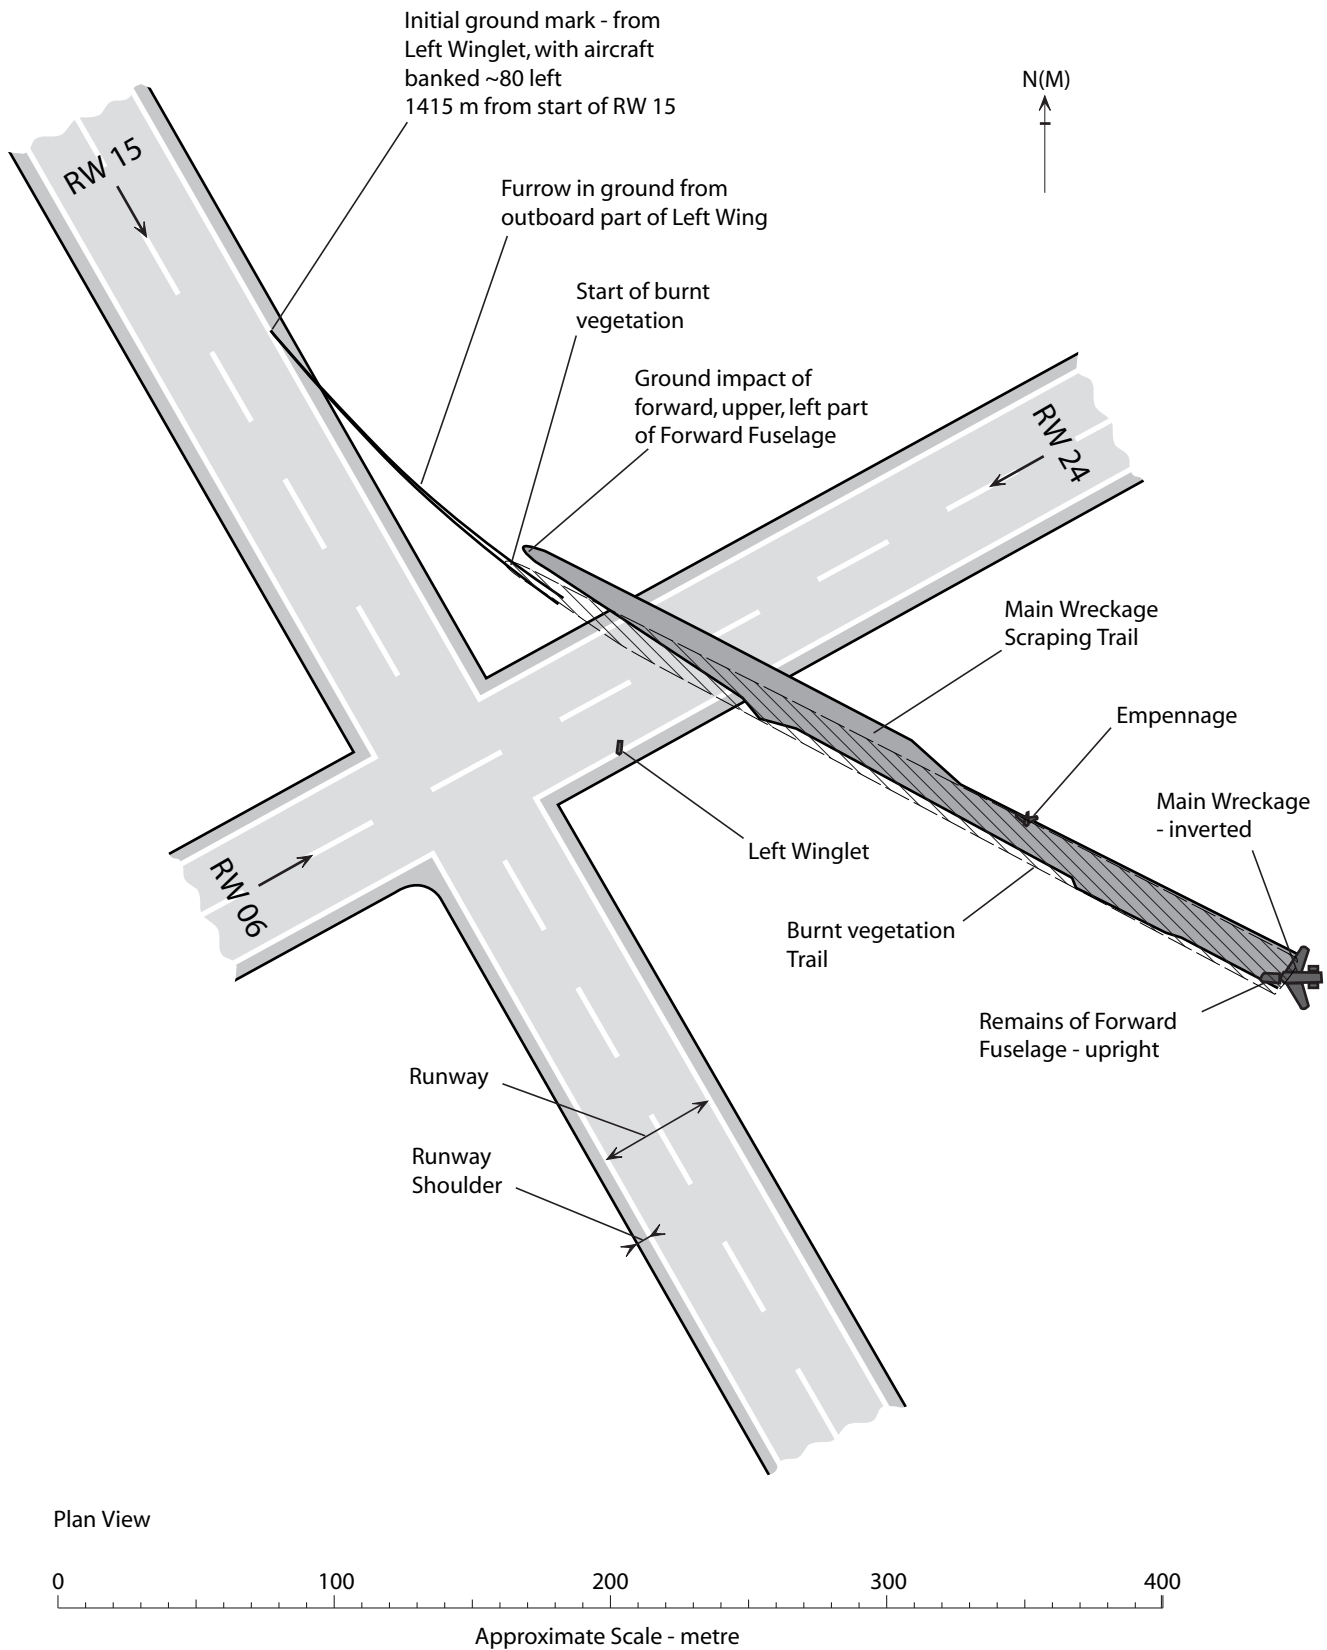 Initial ground mark - from
Left Winglet, with aircraft
banked ~80 left
1415 m from start of RW 15
N(M)
RW 15
Furrow in ground from
outboard part of Left Wing
Start of burnt
vegetation
Ground impact of
forward, upper, left part
of Forward Fuselage
RW 24
Main Wreckage
Scraping Trail
Empennage
Main Wreckage
- inverted
Left Winglet
RW 06
Burnt vegetation
Trail
Remains of Forward
Fuselage - upright
Runway
Runway
Shoulder
Plan View
0 100 200 300 400
Approximate Scale - metre